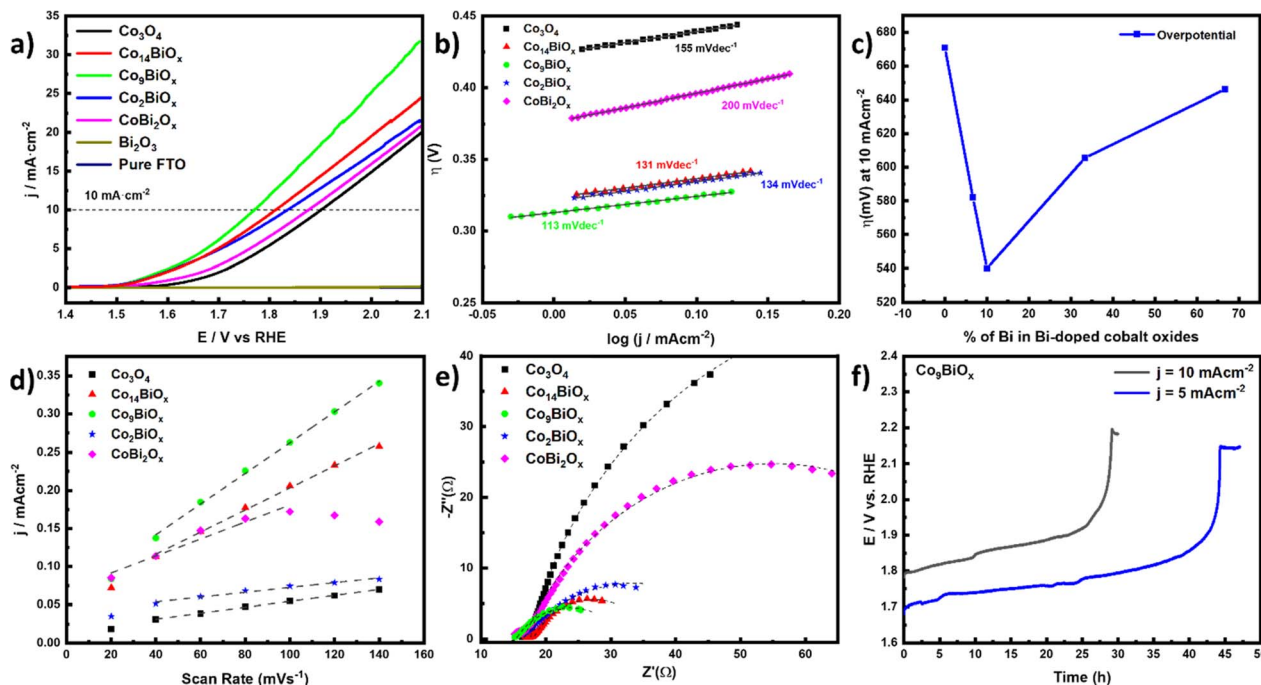 a)
Co₃O₄
Co₁₄BiOₓ
Co₉BiOₓ
Co₂BiOₓ
CoBi₂Oₓ
Bi₂O₃
Pure FTO
10 mA·cm⁻²
j / mA·cm⁻²
30
25
20
15
10
5
0
1.4 1.5 1.6 1.7 1.8 1.9 2.0 2.1
E / V vs RHE
b)
Co₃O₄
Co₁₄BiOₓ
Co₉BiOₓ
Co₂BiOₓ
CoBi₂Oₓ
155 mVdec⁻¹
200 mVdec⁻¹
131 mVdec⁻¹
134 mVdec⁻¹
113 mVdec⁻¹
η (V)
0.45
0.40
0.35
0.30
0.25
-0.05 0.00 0.05 0.10 0.15 0.20
log (j / mAcm⁻²)
c)
Overpotential
η(mV) at 10 mAcm⁻²
680
640
600
560
520
-10 0 10 20 30 40 50 60 70 80
% of Bi in Bi-doped cobalt oxides
d)
Co₃O₄
Co₁₄BiOₓ
Co₉BiOₓ
Co₂BiOₓ
CoBi₂Oₓ
j / mAcm⁻²
0.35
0.30
0.25
0.20
0.15
0.10
0.05
0.00
0 20 40 60 80 100 120 140 160
Scan Rate (mVs⁻¹)
e)
Co₃O₄
Co₁₄BiOₓ
Co₉BiOₓ
Co₂BiOₓ
CoBi₂Oₓ
-Z''(Ω)
-40
-20
0
10 20 30 40 50 60
Z'(Ω)
f)
Co₉BiOₓ
j = 10 mAcm⁻²
j = 5 mAcm⁻²
E / V vs. RHE
2.4
2.3
2.2
2.1
2.0
1.9
1.8
1.7
1.6
0 5 10 15 20 25 30 35 40 45 50
Time (h)